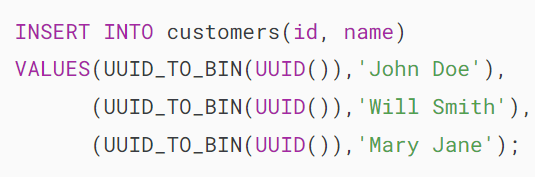 INSERT INTO customers(id, name)
VALUES(UUID_TO_BIN(UUID()),'John Doe'),
      (UUID_TO_BIN(UUID()),'Will Smith'),
      (UUID_TO_BIN(UUID()),'Mary Jane');